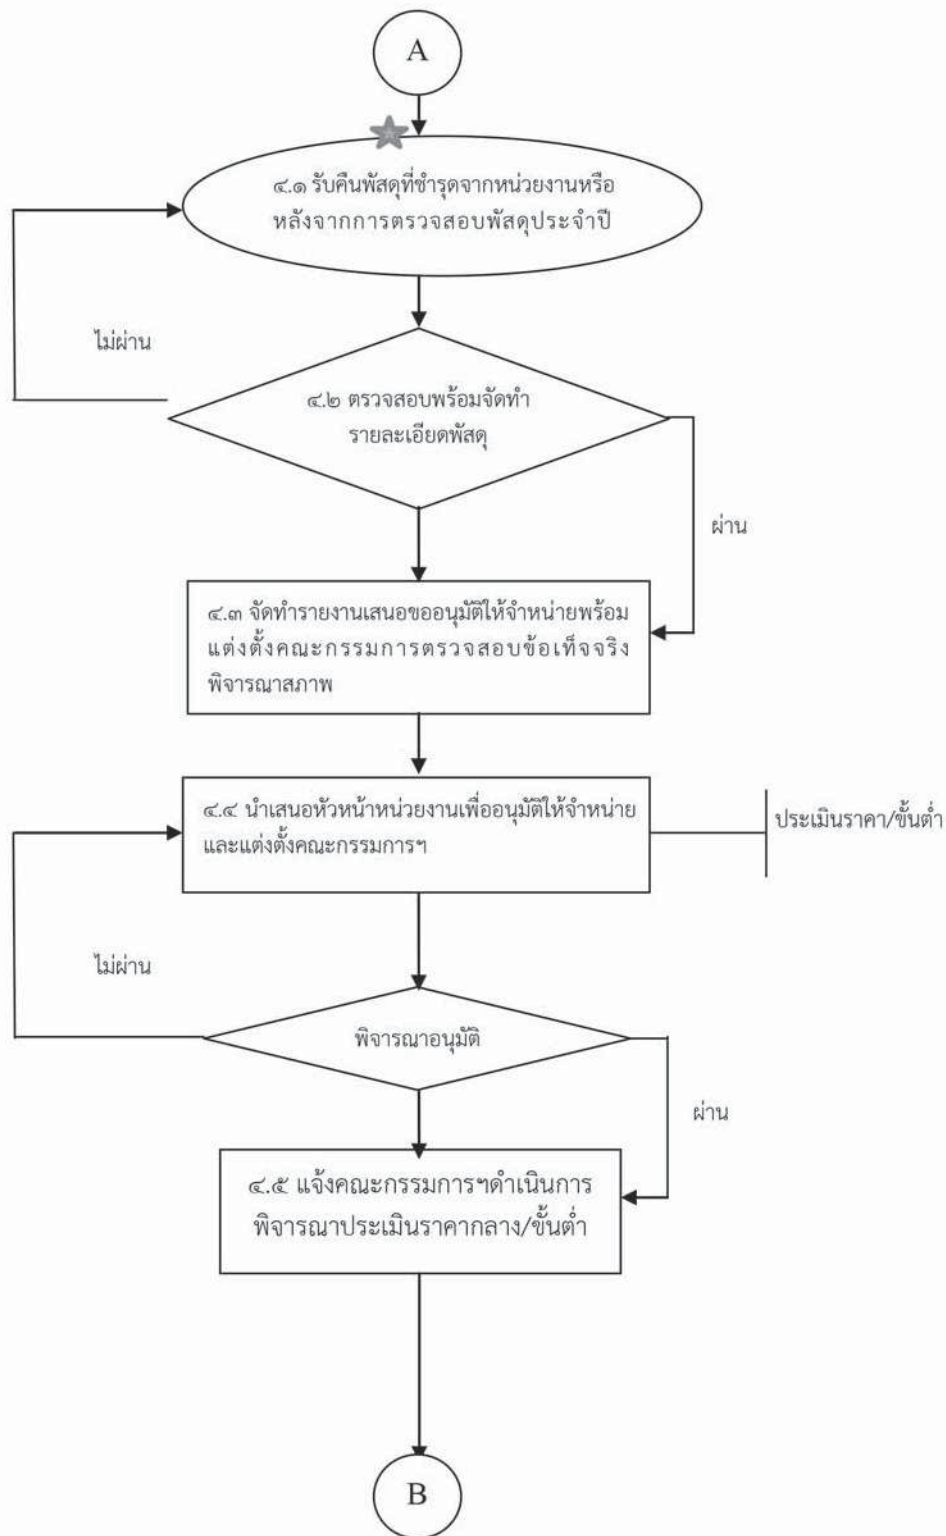 A
๔.๑ รับคืนพัสดุที่ชำรุดจากหน่วยงานหรือ
หลังจากการตรวจสอบพัสดุประจำปี
ไม่ผ่าน
๔.๒ ตรวจสอบพร้อมจัดทำ
รายละเอียดพัสดุ
ผ่าน
๔.๓ จัดทำรายงานเสนอขออนุมัติให้จำหน่ายพร้อม
แต่งตั้งคณะกรรมการตรวจสอบข้อเท็จจริง
พิจารณาสภาพ
๔.๔ นำเสนอหัวหน้าหน่วยงานเพื่ออนุมัติให้จำหน่าย
และแต่งตั้งคณะกรรมการฯ
ประเมินราคา/ขั้นต่ำ
ไม่ผ่าน
พิจารณาอนุมัติ
ผ่าน
๔.๕ แจ้งคณะกรรมการฯดำเนินการ
พิจารณาประเมินราคากลาง/ขั้นต่ำ
B